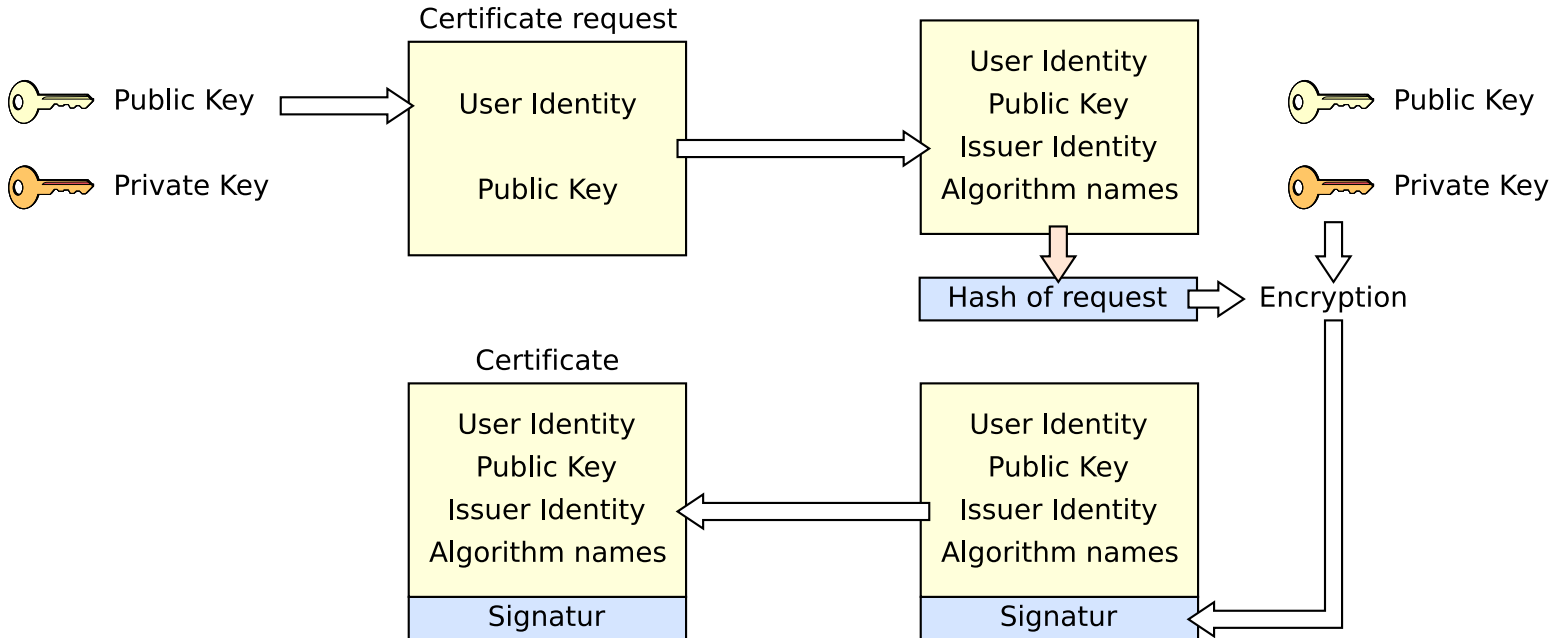 Certificate request
Public Key
Private Key
User Identity
Public Key
User Identity
Public Key
Issuer Identity
Algorithm names
Public Key
Private Key
Hash of request
Encryption
Certificate
User Identity
Public Key
Issuer Identity
Algorithm names
Signatur
User Identity
Public Key
Issuer Identity
Algorithm names
Signatur